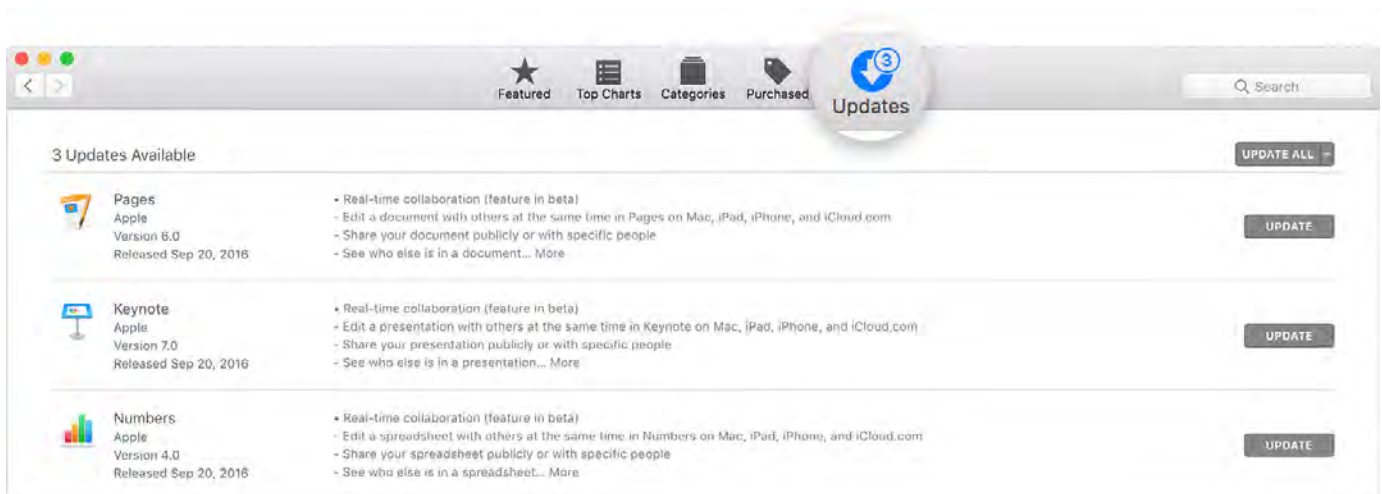 Featured
Top Charts
Categories
Purchased
3
Updates
Search
3 Updates Available
UPDATE ALL
Pages
Apple
Version 6.0
Released Sep 20, 2016
• Real-time collaboration (feature in beta)
- Edit a document with others at the same time in Pages on Mac, iPad, iPhone, and iCloud.com
- Share your document publicly or with specific people
- See who else is in a document... More
UPDATE
Keynote
Apple
Version 7.0
Released Sep 20, 2016
• Real-time collaboration (feature in beta)
- Edit a presentation with others at the same time in Keynote on Mac, iPad, iPhone, and iCloud.com
- Share your presentation publicly or with specific people
- See who else is in a presentation... More
UPDATE
Numbers
Apple
Version 4.0
Released Sep 20, 2016
• Real-time collaboration (feature in beta)
- Edit a spreadsheet with others at the same time in Numbers on Mac, iPad, iPhone, and iCloud.com
- Share your spreadsheet publicly or with specific people
- See who else is in a spreadsheet... More
UPDATE